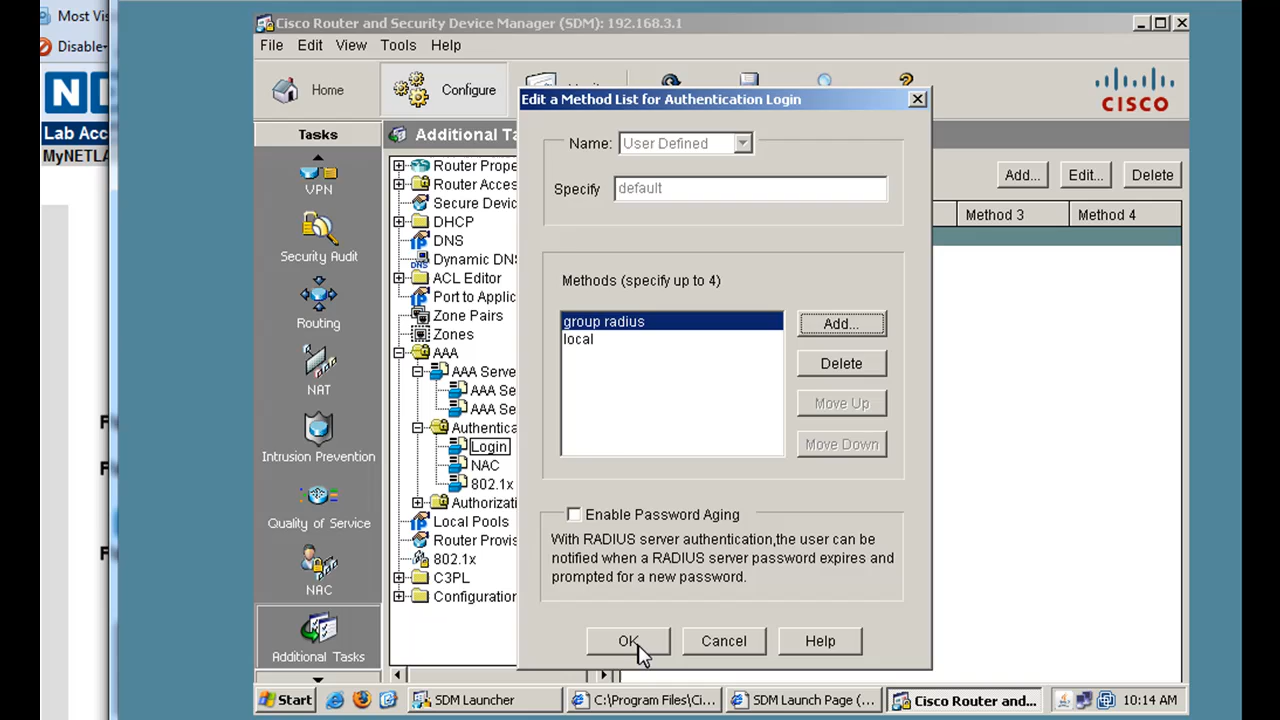 Most Vis
Disable
N
Lab Acc
MyNETLA
F
F
F
Cisco Router and Security Device Manager (SDM): 192.168.3.1
File Edit View Tools Help
Home
Configure
CISCO
Tasks
VPN
Security Audit
Routing
NAT
Intrusion Prevention
Quality of Service
NAC
Additional Tasks
Additional Ta
Router Prope
Router Acces
Secure Devic
DHCP
DNS
Dynamic DNS
ACL Editor
Port to Applic
Zone Pairs
Zones
AAA
AAA Serve
AAA Se
AAA Se
Authentica
Login
NAC
802.1x
Authorizati
Local Pools
Router Provis
802.1x
C3PL
Configuration
Add... Edit... Delete
Method 3 Method 4
Edit a Method List for Authentication Login
Name: User Defined
Specify default
Methods (specify up to 4)
group radius
local
Add...
Delete
Move Up
Move Down
Enable Password Aging
With RADIUS server authentication,the user can be
notified when a RADIUS server password expires and
prompted for a new password.
OK Cancel Help
Start SDM Launcher C:\Program Files\Ci... SDM Launch Page (... Cisco Router and... 10:14 AM